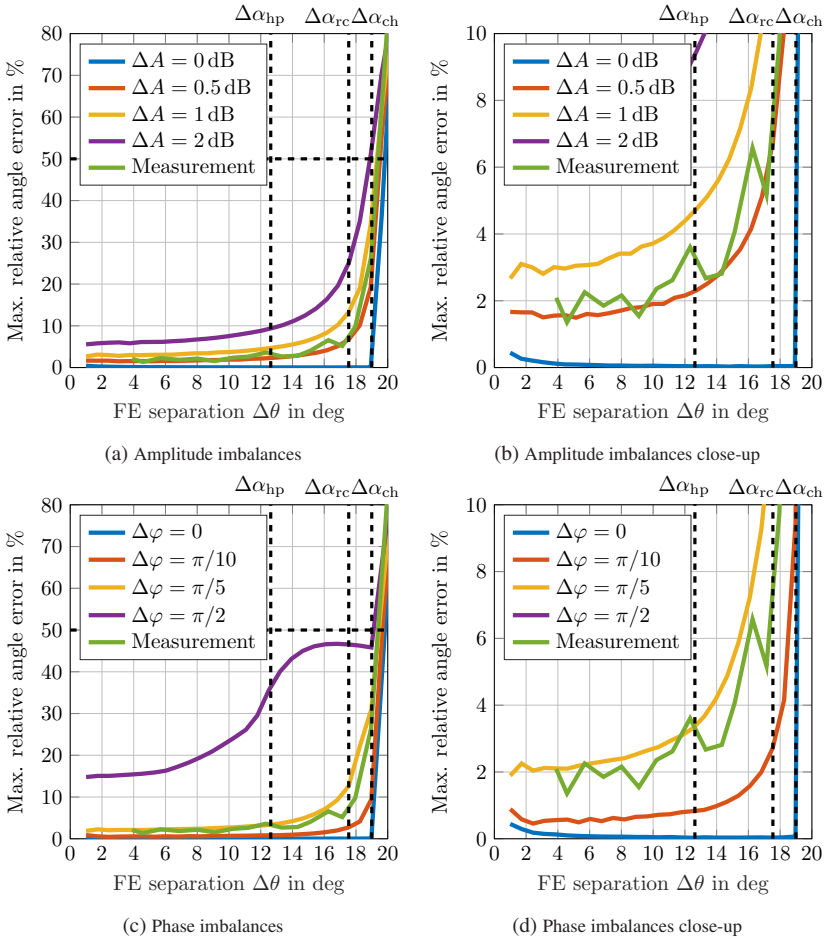 Δα_hp Δα_rc Δα_ch
Max. relative angle error in %
80
70
60
50
40
30
20
10
0
ΔA = 0 dB
ΔA = 0.5 dB
ΔA = 1 dB
ΔA = 2 dB
Measurement
0 2 4 6 8 10 12 14 16 18 20
FE separation Δθ in deg
(a) Amplitude imbalances
Δα_hp Δα_rc Δα_ch
Max. relative angle error in %
10
8
6
4
2
0
ΔA = 0 dB
ΔA = 0.5 dB
ΔA = 1 dB
ΔA = 2 dB
Measurement
0 2 4 6 8 10 12 14 16 18 20
FE separation Δθ in deg
(b) Amplitude imbalances close-up
Δα_hp Δα_rc Δα_ch
Max. relative angle error in %
80
70
60
50
40
30
20
10
0
Δφ = 0
Δφ = π/10
Δφ = π/5
Δφ = π/2
Measurement
0 2 4 6 8 10 12 14 16 18 20
FE separation Δθ in deg
(c) Phase imbalances
Δα_hp Δα_rc Δα_ch
Max. relative angle error in %
10
8
6
4
2
0
Δφ = 0
Δφ = π/10
Δφ = π/5
Δφ = π/2
Measurement
0 2 4 6 8 10 12 14 16 18 20
FE separation Δθ in deg
(d) Phase imbalances close-up